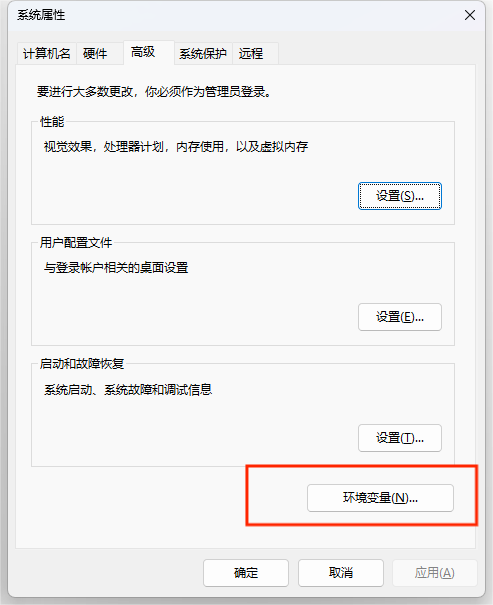 系统属性
计算机名 硬件 高级 系统保护 远程
要进行大多数更改，你必须作为管理员登录。
性能
视觉效果，处理器计划，内存使用，以及虚拟内存
设置(S)...
用户配置文件
与登录帐户相关的桌面设置
设置(E)...
启动和故障恢复
系统启动、系统故障和调试信息
设置(T)...
环境变量(N)...
确定 取消 应用(A)